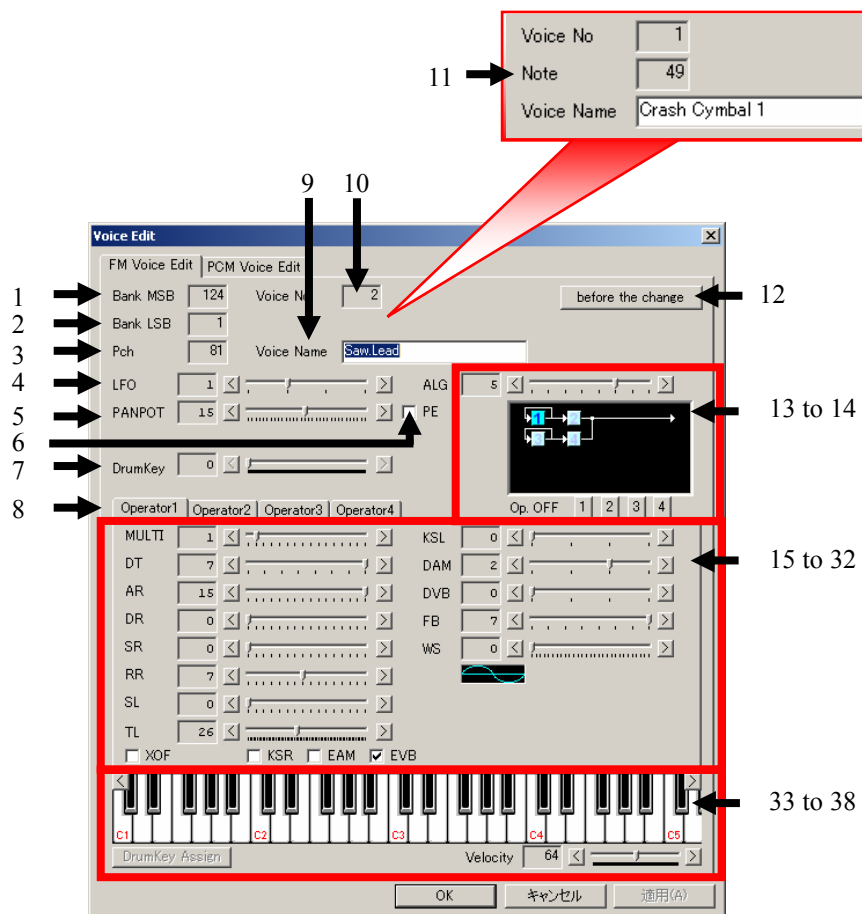 Voice No 1
11 Note 49
Voice Name Crash Cymbal 1
9 10
Voice Edit
FM Voice Edit PCM Voice Edit
1 Bank MSB 124 Voice No 2 before the change 12
2 Bank LSB 1
3 Pch 81 Voice Name Saw.Lead
4 LFO 1 ALG 5
5 PANPOT 15 PE 13 to 14
6
7 DrumKey 0
8 Operator1 Operator2 Operator3 Operator4 Op. OFF 1 2 3 4
MULTI 1 KSL 0
DT 7 DAM 2 15 to 32
AR 15 DVB 0
DR 0 FB 7
SR 0 WS 0
RR 7
SL 0
TL 26
XOF KSR EAM EVB
33 to 38
C1 C2 C3 C4 C5
DrumKey Assign Velocity 64
OK キャンセル 適用(A)